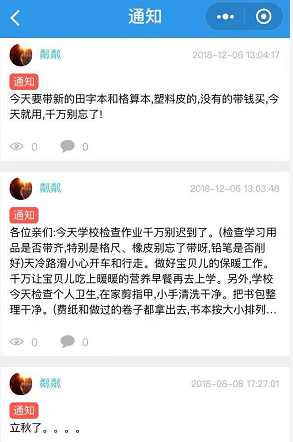 通知
粼粼
2018-12-06 13:04:17
通知
今天要带新的田字本和格算本,塑料皮的,没有的带钱买,今
天就用,千万别忘了!
0 0
粼粼
2018-12-06 13:03:48
通知
各位亲们:今天学校检查作业千万别迟到了。(检查学习用
品是否带齐,特别是格尺、橡皮别忘了带呀,铅笔是否削
好)天冷路滑小心开车和行走。做好宝贝儿的保暖工作。
千万让宝贝儿吃上暖暖的营养早餐再去上学。另外,学校
今天检查个人卫生,在家剪指甲,小手清洗干净。把书包整
理干净。(费纸和做过的卷子都拿出去,书本按大小排列...
0 0
粼粼
2018-08-08 17:27:01
通知
立秋了。。。。